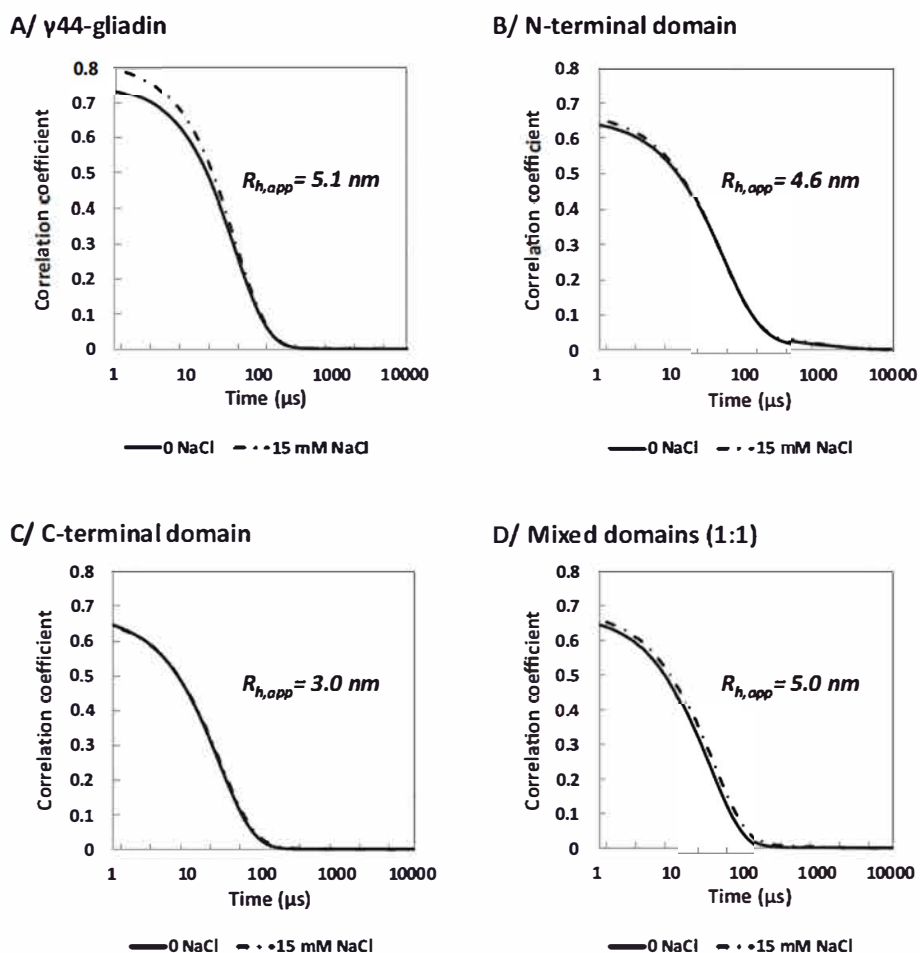 A/ γ44-gliadin
0.8
0.7
0.6
0.5
0.4
0.3
0.2
0.1
0
Correlation coefficient
R_h,app = 5.1 nm
1 10 100 1000 10000
Time (μs)
0 NaCl 15 mM NaCl
B/ N-terminal domain
0.8
0.7
0.6
0.5
0.4
0.3
0.2
0.1
0
Correlation coefficient
R_h,app = 4.6 nm
1 10 100 1000 10000
Time (μs)
0 NaCl 15 mM NaCl
C/ C-terminal domain
0.8
0.7
0.6
0.5
0.4
0.3
0.2
0.1
0
Correlation coefficient
R_h,app = 3.0 nm
1 10 100 1000 10000
Time (μs)
0 NaCl 15 mM NaCl
D/ Mixed domains (1:1)
0.8
0.7
0.6
0.5
0.4
0.3
0.2
0.1
0
Correlation coefficient
R_h,app = 5.0 nm
1 10 100 1000 10000
Time (μs)
0 NaCl 15 mM NaCl